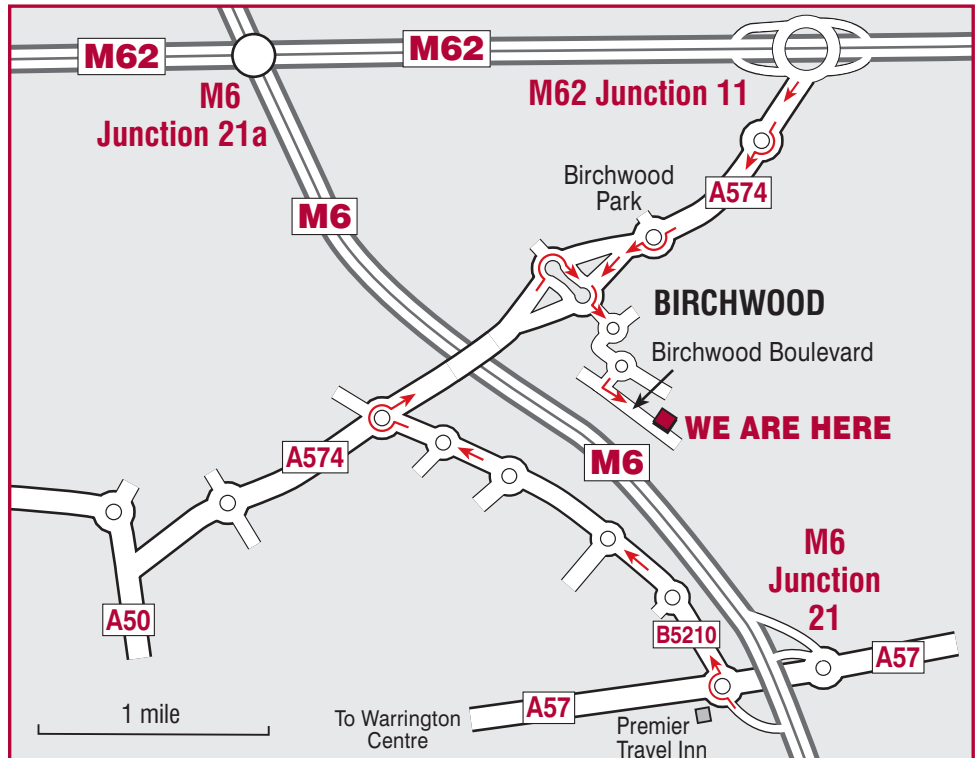 M62
M62
M6
Junction 21a
M62 Junction 11
Birchwood
Park
A574
M6
BIRCHWOOD
Birchwood Boulevard
WE ARE HERE
A574
M6
M6
Junction
21
A50
B5210
A57
A57
1 mile
To Warrington
Centre
Premier
Travel Inn